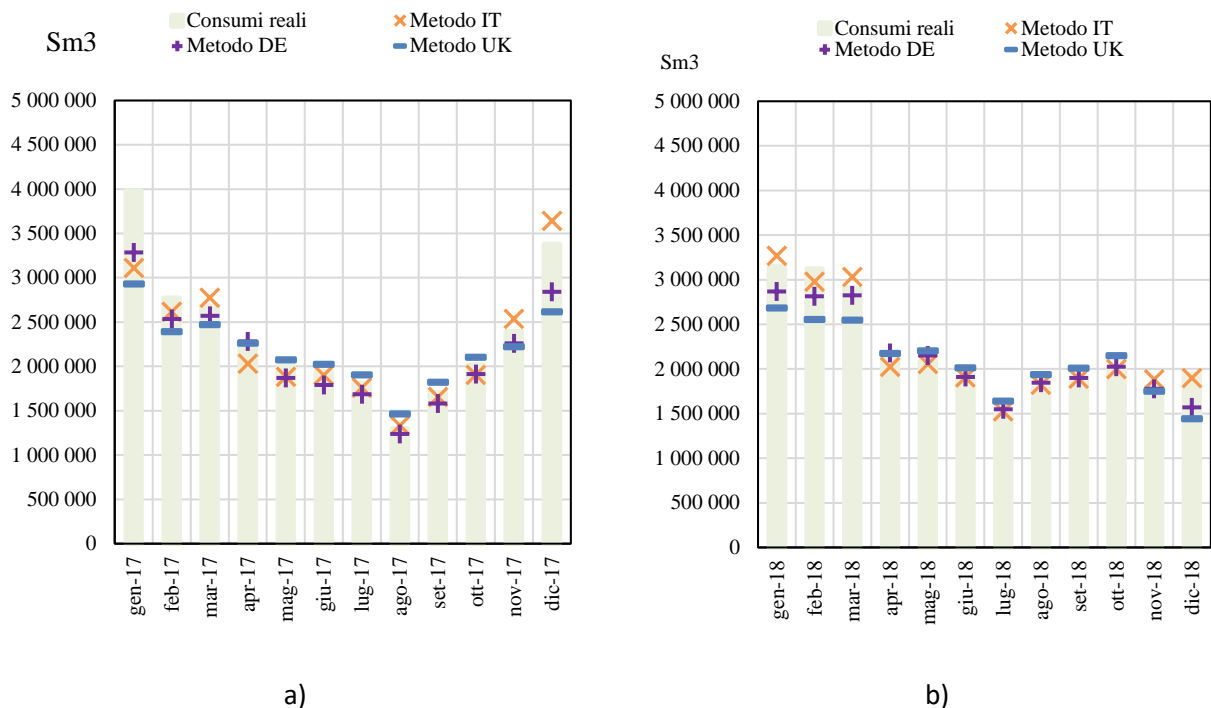 Consumi reali
Metodo IT
Metodo DE
Metodo UK
Sm3
5 000 000
4 500 000
4 000 000
3 500 000
3 000 000
2 500 000
2 000 000
1 500 000
1 000 000
500 000
0
gen-17
feb-17
mar-17
apr-17
mag-17
giu-17
lug-17
ago-17
set-17
ott-17
nov-17
dic-17
a)
Consumi reali
Metodo IT
Metodo DE
Metodo UK
Sm3
5 000 000
4 500 000
4 000 000
3 500 000
3 000 000
2 500 000
2 000 000
1 500 000
1 000 000
500 000
0
gen-18
feb-18
mar-18
apr-18
mag-18
giu-18
lug-18
ago-18
set-18
ott-18
nov-18
dic-18
b)